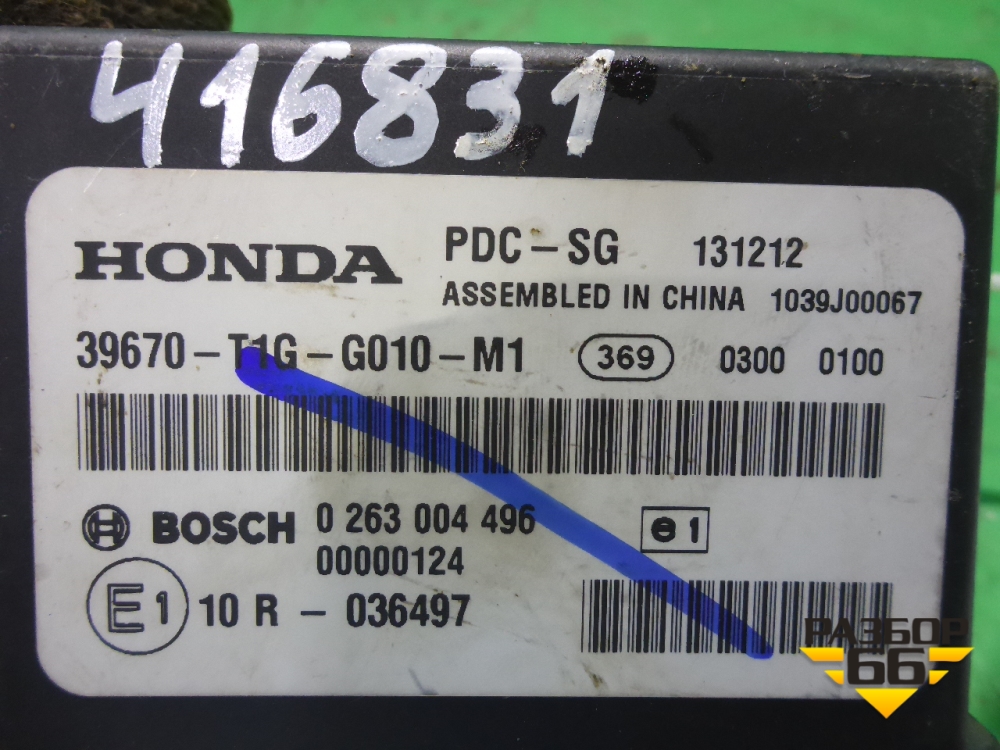 416831
HONDA PDC-SG 131212
ASSEMBLED IN CHINA 1039J00067
39670-T1G-G010-M1 369 0300 0100
BOSCH 0 263 004 496 e1
00000124
E1 10 R - 036497
РАЗБОР
66